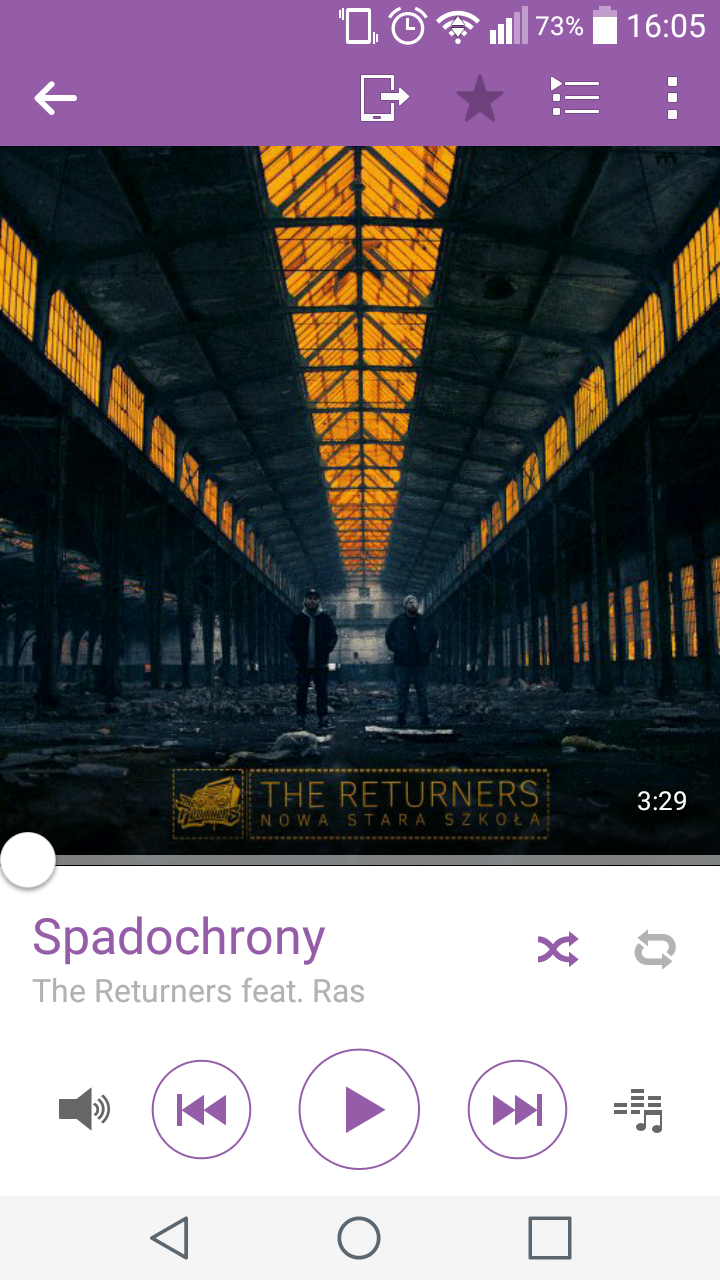 73% 16:05
THE RETURNERS
NOWA STARA SZKOŁA
3:29
Spadochrony
The Returners feat. Ras